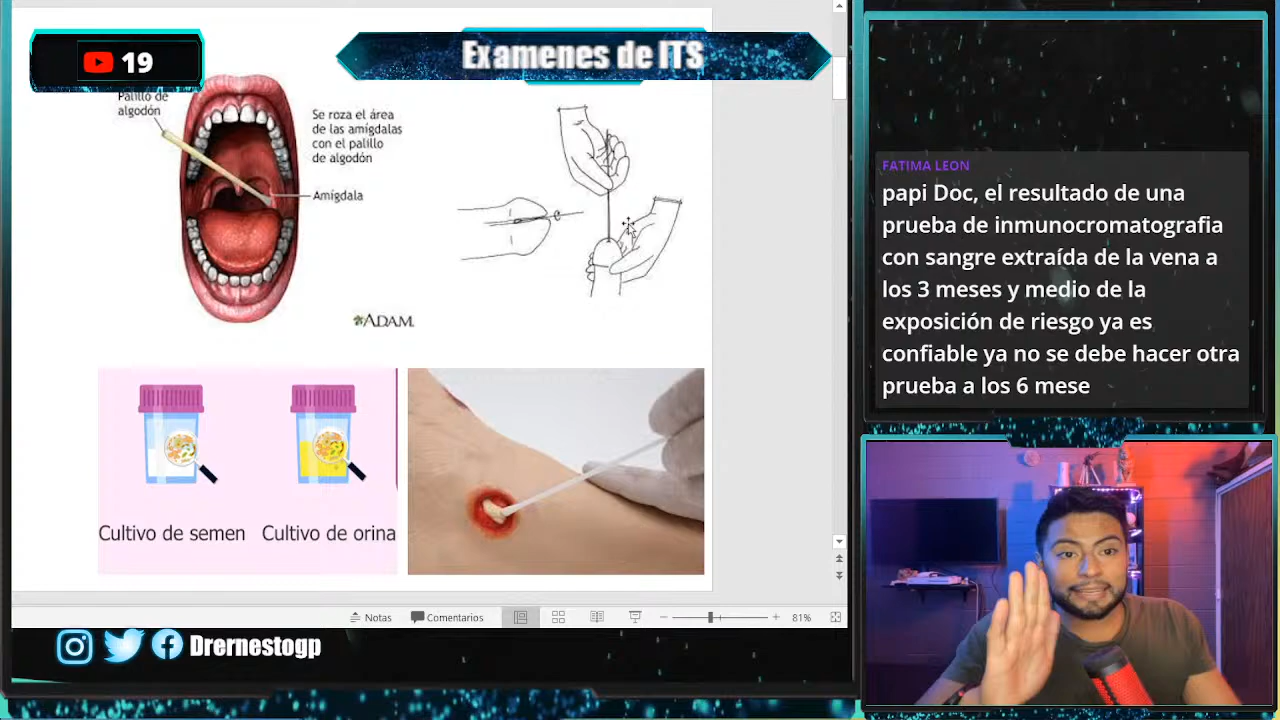 19
Examenes de ITS
Palillo de
algodón
Se roza el área
de las amígdalas
con el palillo
de algodón
Amígdala
ADAM.
Cultivo de semen
Cultivo de orina
Notas
Comentarios
81%
Drernestogp
FATIMA LEON
papi Doc, el resultado de una
prueba de inmunocromatografia
con sangre extraída de la vena a
los 3 meses y medio de la
exposición de riesgo ya es
confiable ya no se debe hacer otra
prueba a los 6 mese